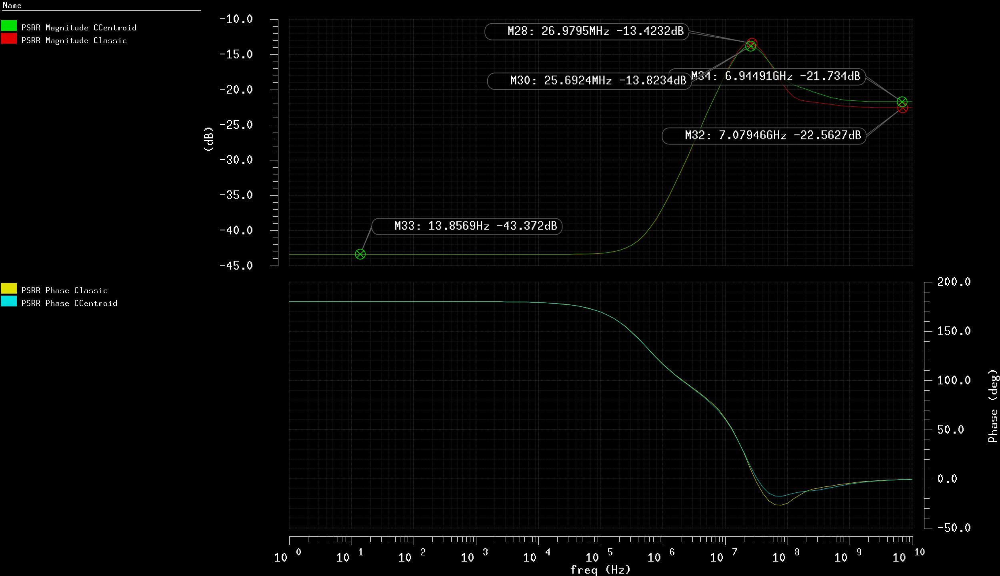 Name
PSRR Magnitude CCentroid
PSRR Magnitude Classic
-10.0
-15.0
-20.0
-25.0
-30.0
-35.0
-40.0
-45.0
(dB)
M28: 26.9795MHz -13.4232dB
M30: 25.6924MHz -13.8234dB
M34: 6.94491GHz -21.734dB
M32: 7.07946GHz -22.5627dB
M33: 13.8569Hz -43.372dB
PSRR Phase Classic
PSRR Phase CCentroid
200.0
150.0
100.0
50.0
0.0
-50.0
Phase (deg)
10 0 10 1 10 2 10 3 10 4 10 5 10 6 10 7 10 8 10 9 10 10
freq (Hz)